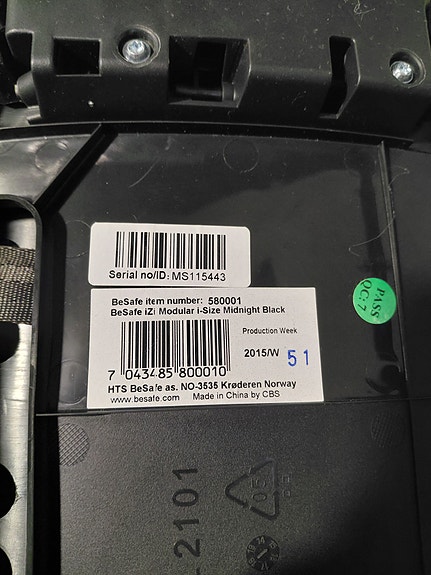 Serial no/ID: MS115443
BeSafe item number: 580001
BeSafe iZi Modular i-Size Midnight Black
Production Week
2015/W 51
7 043485 800010
HTS BeSafe as. NO-3535 Krøderen Norway
www.besafe.com Made in China by CBS
PASS
QC:7
2101
05